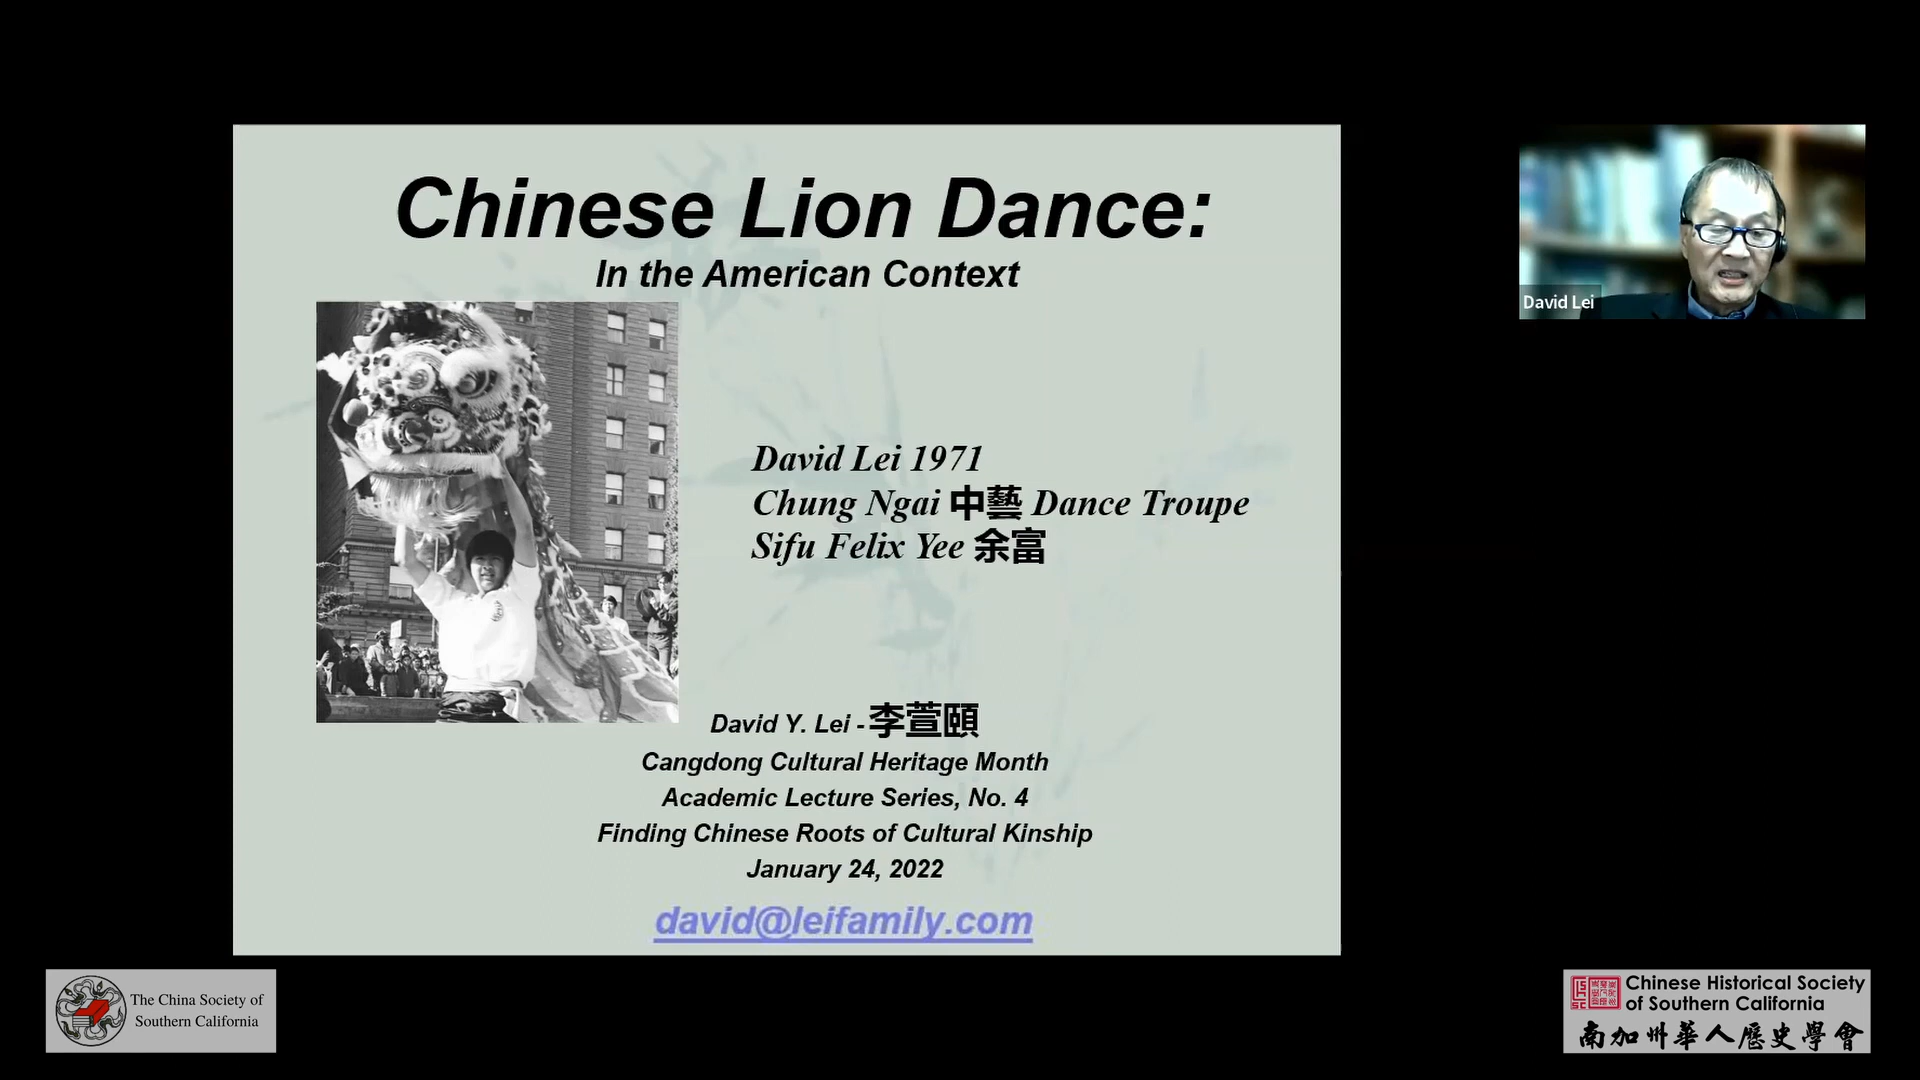 Chinese Lion Dance:
In the American Context
David Lei 1971
Chung Ngai 中藝 Dance Troupe
Sifu Felix Yee 余富
David Y. Lei - 李萱頤
Cangdong Cultural Heritage Month
Academic Lecture Series, No. 4
Finding Chinese Roots of Cultural Kinship
January 24, 2022
david@leifamily.com
David Lei
The China Society of
Southern California
Chinese Historical Society
of Southern California
南加州華人歷史學會